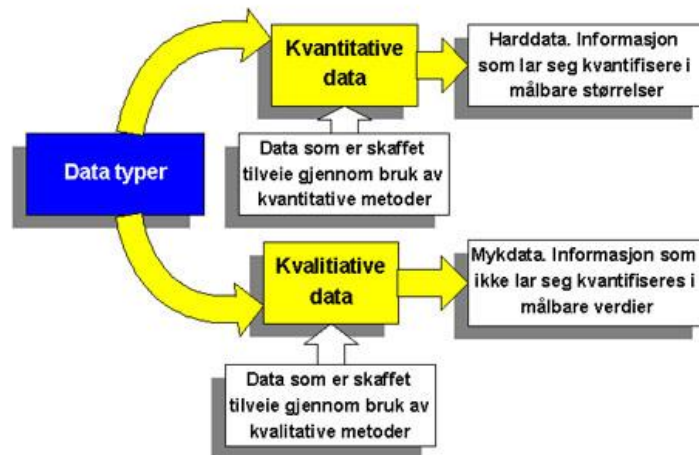 Kvantitative
data
Harddata. Informasjon
som lar seg kvantifisere i
målbare størrelser
Data typer
Data som er skaffet
tilveie gjennom bruk av
kvantitative metoder
Kvalitiative
data
Mykdata. Informasjon som
ikke lar seg kvantifiseres i
målbare verdier
Data som er skaffet
tilveie gjennom bruk av
kvalitative metoder